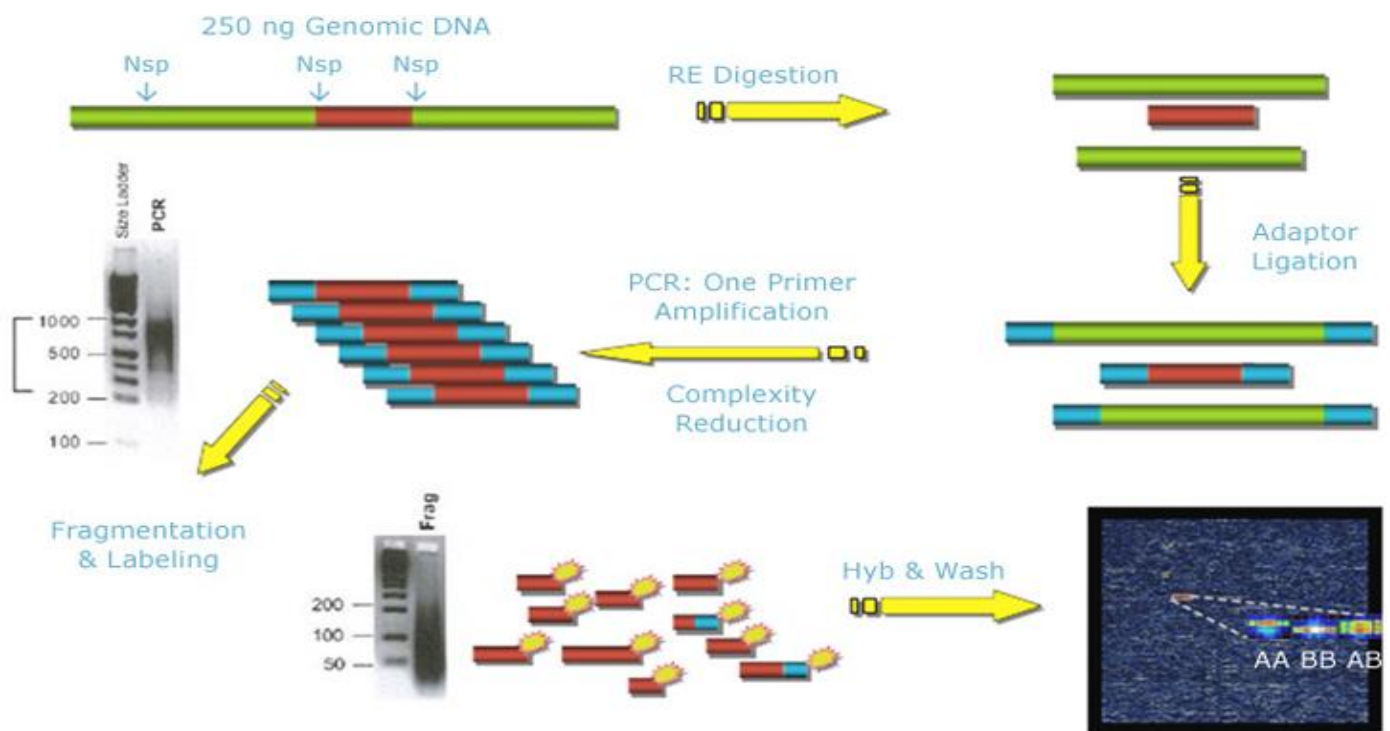 250 ng Genomic DNA
Nsp Nsp Nsp
RE Digestion
Size Ladder
PCR
1000
500
200
100
PCR: One Primer
Amplification
Complexity
Reduction
Adaptor
Ligation
Fragmentation
& Labeling
Frag
200
100
50
Hyb & Wash
AA BB AB